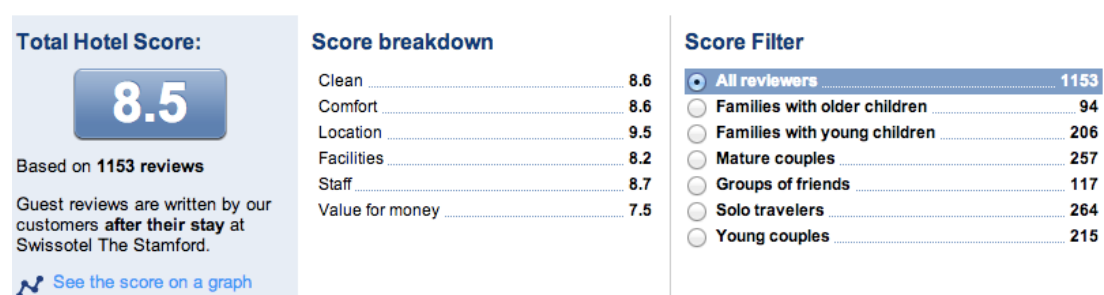 Total Hotel Score:
8.5
Based on 1153 reviews
Guest reviews are written by our
customers after their stay at
Swissotel The Stamford.
See the score on a graph
Score breakdown
Clean 8.6
Comfort 8.6
Location 9.5
Facilities 8.2
Staff 8.7
Value for money 7.5
Score Filter
All reviewers 1153
Families with older children 94
Families with young children 206
Mature couples 257
Groups of friends 117
Solo travelers 264
Young couples 215